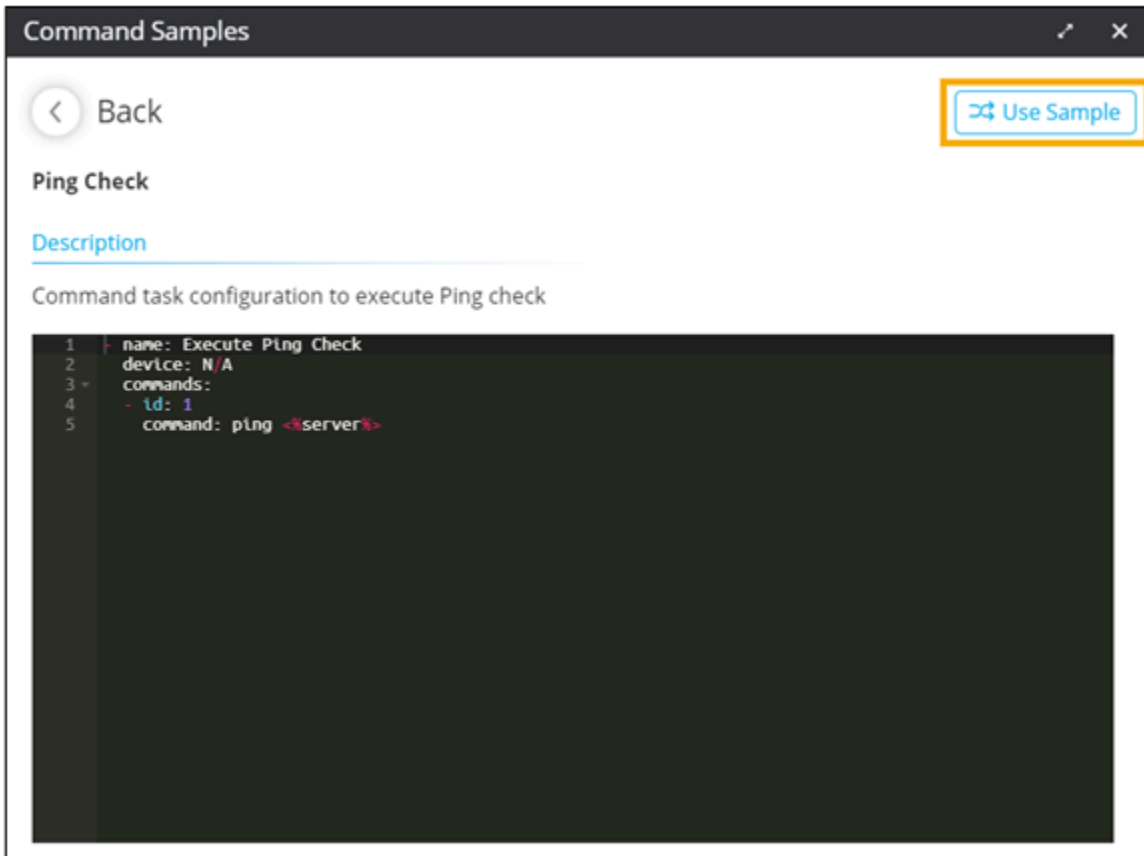 Command Samples
Back
Use Sample
Ping Check
Description
Command task configuration to execute Ping check
1 - name: Execute Ping Check
2 device: N/A
3 commands:
4 - id: 1
5 command: ping <%server%>